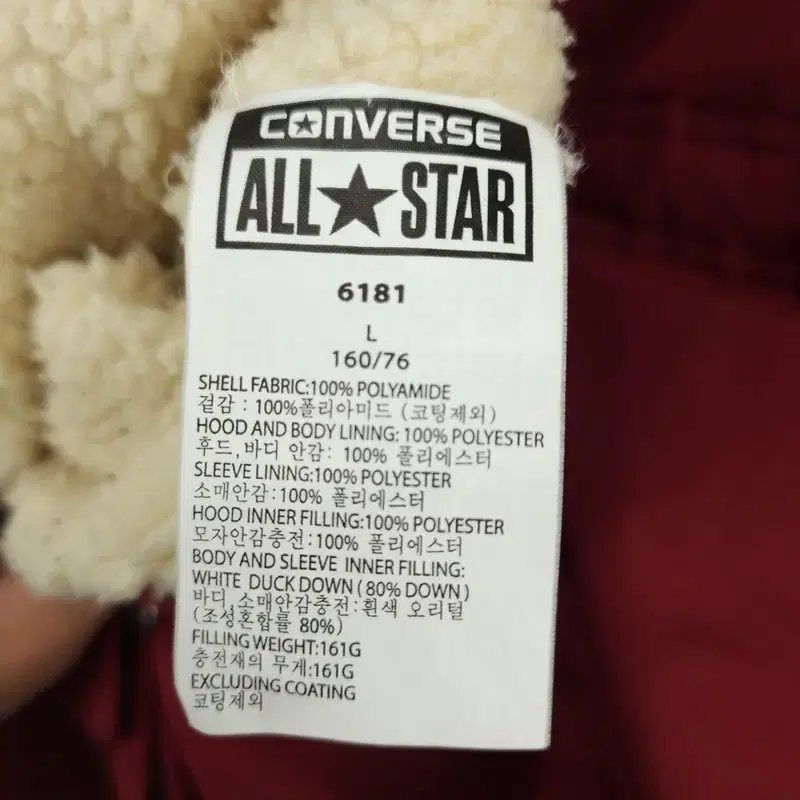 CONVERSE
ALL★STAR
6181
L
160/76
SHELL FABRIC:100% POLYAMIDE
겉감 : 100%폴리아미드 (코팅제외)
HOOD AND BODY LINING: 100% POLYESTER
후드,바디 안감: 100% 폴리에스터
SLEEVE LINING:100% POLYESTER
소매안감:100% 폴리에스터
HOOD INNER FILLING:100% POLYESTER
모자안감충전:100% 폴리에스터
BODY AND SLEEVE INNER FILLING:
WHITE DUCK DOWN ( 80% DOWN )
바디,소매안감충전:흰색 오리털
(조성혼합률 80%)
FILLING WEIGHT:161G
충전재의 무게:161G
EXCLUDING COATING
코팅제외